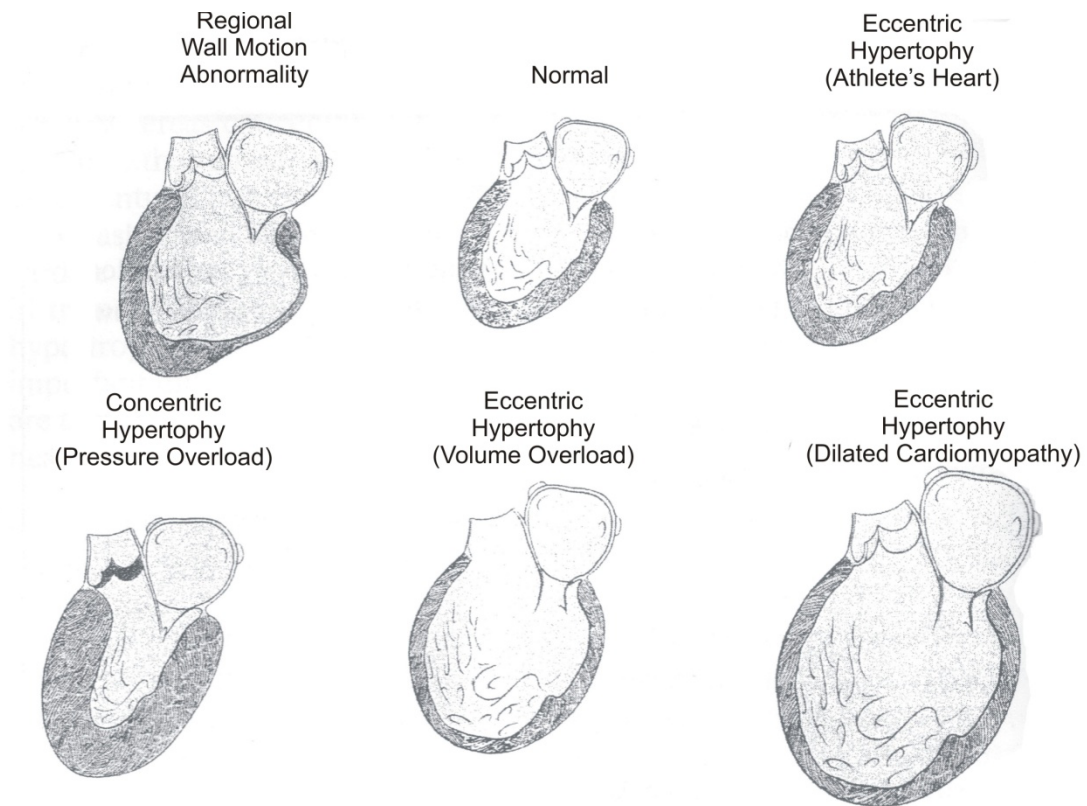 Regional
Wall Motion
Abnormality
Normal
Eccentric
Hypertophy
(Athlete's Heart)
Concentric
Hypertophy
(Pressure Overload)
Eccentric
Hypertophy
(Volume Overload)
Eccentric
Hypertophy
(Dilated Cardiomyopathy)